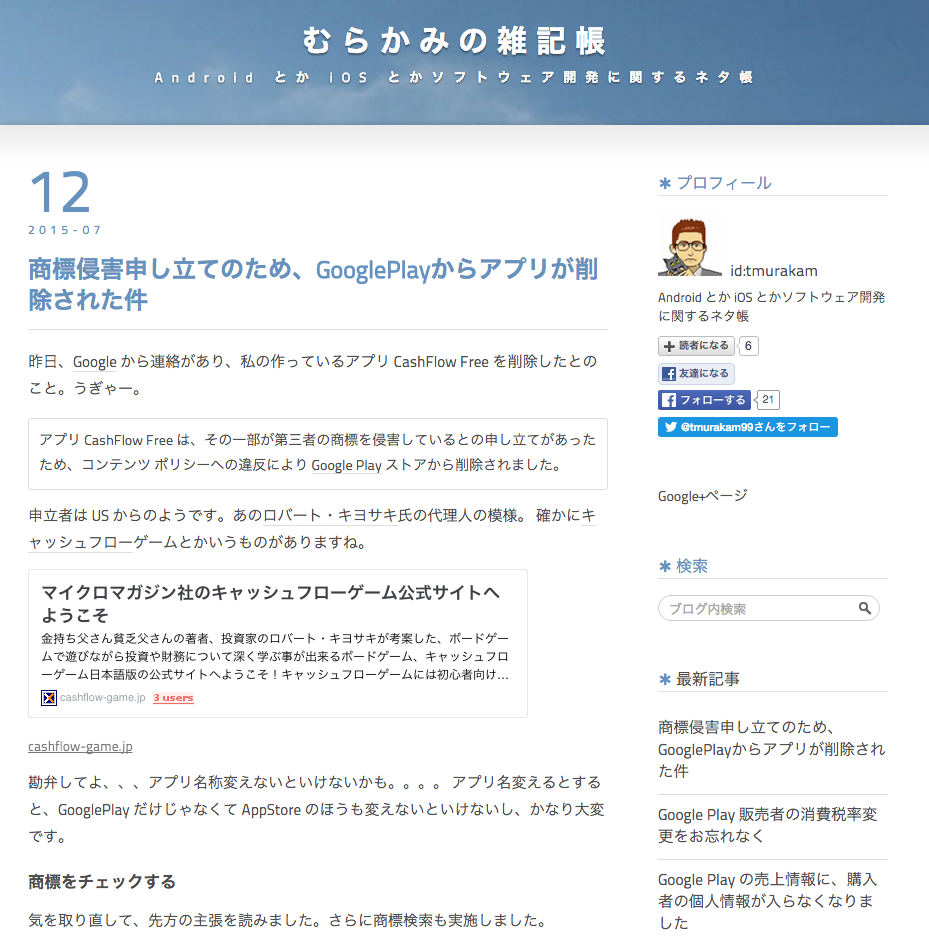 むらかみの雑記帳
Android とか iOS とかソフトウェア開発に関するネタ帳
12
2015-07
商標侵害申し立てのため、GooglePlayからアプリが削
除された件
昨日、Google から連絡があり、私の作っているアプリ CashFlow Free を削除したとの
こと。うぎゃー。
アプリ CashFlow Free は、その一部が第三者の商標を侵害しているとの申し立てがあった
ため、コンテンツ ポリシーへの違反により Google Play ストアから削除されました。
申立者は US からのようです。あのロバート・キヨサキ氏の代理人の模様。 確かにキ
ャッシュフローゲームとかいうものがありますね。
マイクロマガジン社のキャッシュフローゲーム公式サイトへ
ようこそ
金持ち父さん貧乏父さんの著者、投資家のロバート・キヨサキが考案した、ボードゲー
ムで遊びながら投資や財務について深く学ぶ事が出来るボードゲーム、キャッシュフロ
ーゲーム日本語版の公式サイトへようこそ！キャッシュフローゲームには初心者向け...
cashflow-game.jp 3 users
cashflow-game.jp
勘弁してよ、、、アプリ名称変えないといけないかも。。。。 アプリ名変えるとする
と、GooglePlay だけじゃなくて AppStore のほうも変えないといけないし、かなり大変
です。
商標をチェックする
気を取り直して、先方の主張を読みました。さらに商標検索も実施しました。
✱ プロフィール
id:tmurakam
Android とか iOS とかソフトウェア開発
に関するネタ帳
読者になる 6
友達になる
フォローする 21
@tmurakam99さんをフォロー
Google+ページ
✱ 検索
ブログ内検索
✱ 最新記事
商標侵害申し立てのため、
GooglePlayからアプリが削除され
た件
Google Play 販売者の消費税率変
更をお忘れなく
Google Play の売上情報に、購入
者の個人情報が入らなくなりま
した